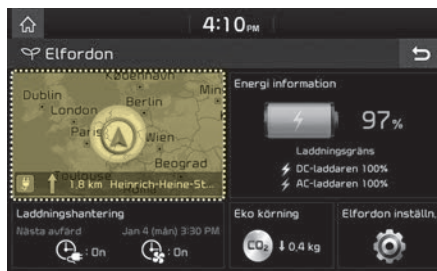 4:10 PM
Elfordon
København
Dublin
Min
London
Berlin
Paris
Wien
Beograd
Toulouse
1,8 km Heinrich-Heine-St...
Energi information
97%
Laddningsgräns
DC-laddaren 100%
AC-laddaren 100%
Laddningshantering
Nästa avfärd
Jan 4 (mån) 3:30 PM
: On
: On
Eko körning
CO₂
0,4 kg
Elfordon inställn.